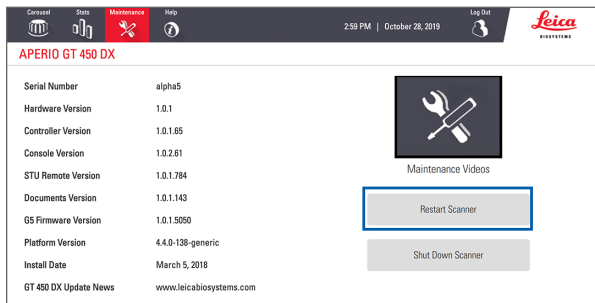 Carousel Stats Maintenance Help 2:59 PM | October 28, 2019 Log Out
Leica
BIOSYSTEMS
APERIO GT 450 DX
Serial Number alpha5
Hardware Version 1.0.1
Controller Version 1.0.1.65
Console Version 1.0.2.61
STU Remote Version 1.0.1.784
Documents Version 1.0.1.143
G5 Firmware Version 1.0.1.5050
Platform Version 4.4.0-138-generic
Install Date March 5, 2018
GT 450 DX Update News www.leicabiosystems.com
Maintenance Videos
Restart Scanner
Shut Down Scanner